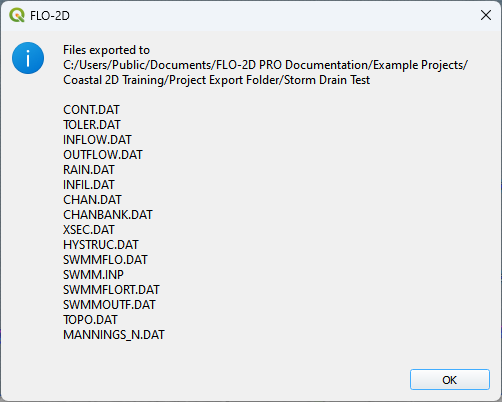 FLO-2D
Files exported to
C:/Users/Public/Documents/FLO-2D PRO Documentation/Example Projects/
Coastal 2D Training/Project Export Folder/Storm Drain Test
CONT.DAT
TOLER.DAT
INFLOW.DAT
OUTFLOW.DAT
RAIN.DAT
INFIL.DAT
CHAN.DAT
CHANBANK.DAT
XSEC.DAT
HYSTRUC.DAT
SWMMFLO.DAT
SWMM.INP
SWMMFLORT.DAT
SWMMOUTF.DAT
TOPO.DAT
MANNINGS_N.DAT
OK